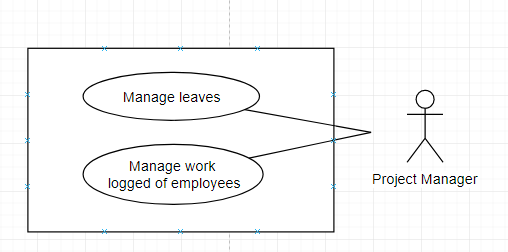 Manage leaves
Manage work
logged of employees
Project Manager